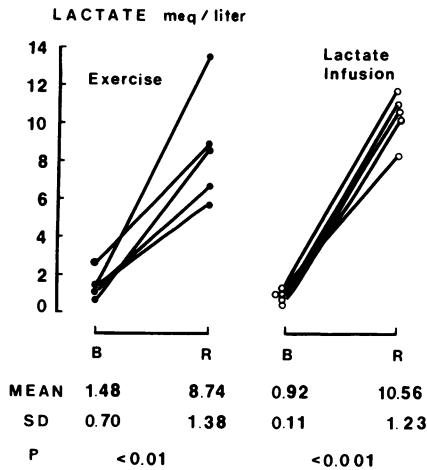 LACTATE meq/liter
14
12
10
8
6
4
2
0
Exercise
Lactate
Infusion
B R B R
MEAN 1.48 8.74 0.92 10.56
SD 0.70 1.38 0.11 1.23
P <0.01 <0.001